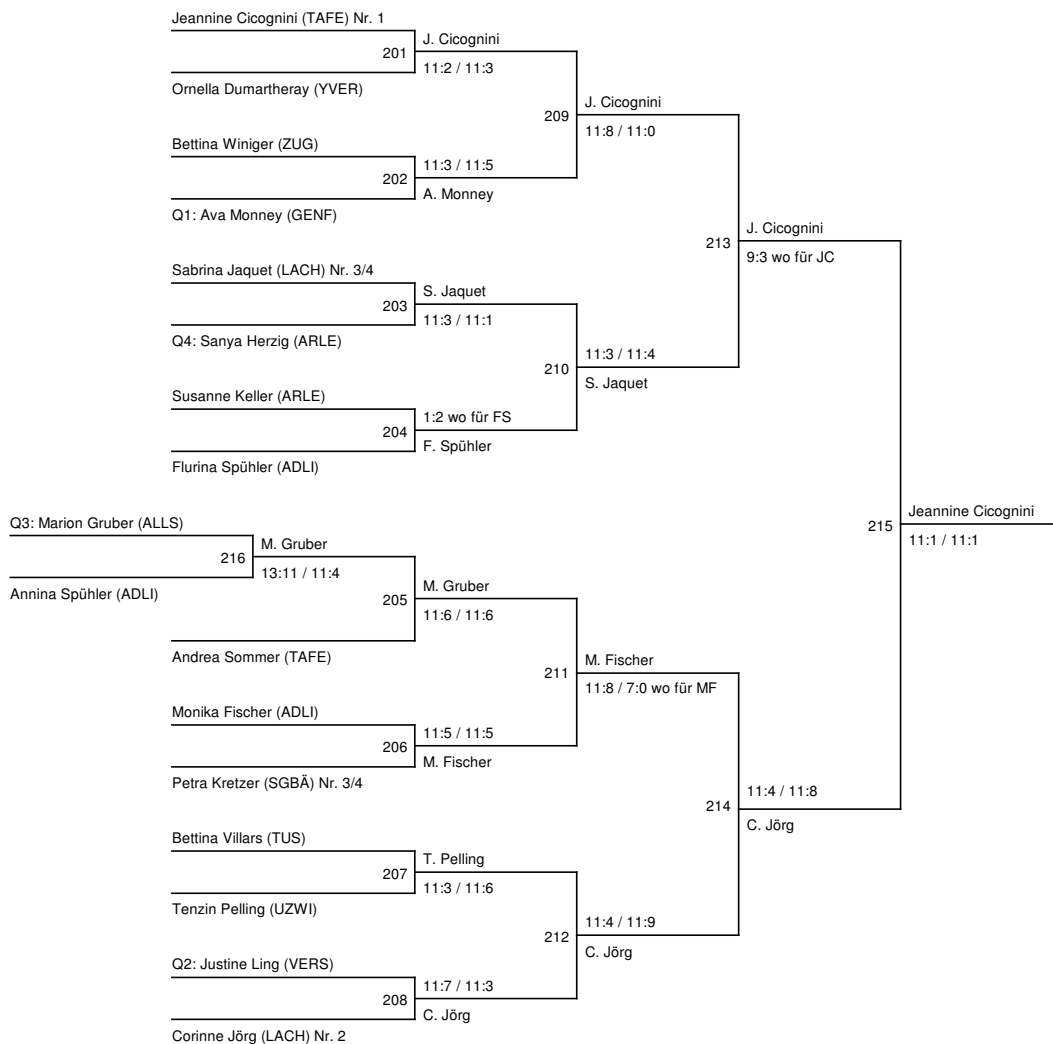 Jeannine Cicognini (TAFE) Nr. 1
J. Cicognini
201
11:2 / 11:3
Ornella Dumartheray (YVER)
J. Cicognini
209
11:8 / 11:0
Bettina Winiger (ZUG)
11:3 / 11:5
202
A. Monney
Q1: Ava Monney (GENF)
J. Cicognini
213
9:3 wo für JC
Sabrina Jaquet (LACH) Nr. 3/4
S. Jaquet
203
11:3 / 11:1
Q4: Sanya Herzig (ARLE)
11:3 / 11:4
210
S. Jaquet
Susanne Keller (ARLE)
1:2 wo für FS
204
F. Spühler
Flurina Spühler (ADLI)
Jeannine Cicognini
215
11:1 / 11:1
Q3: Marion Gruber (ALLS)
M. Gruber
216
13:11 / 11:4
Annina Spühler (ADLI)
M. Gruber
205
11:6 / 11:6
Andrea Sommer (TAFE)
M. Fischer
211
11:8 / 7:0 wo für MF
Monika Fischer (ADLI)
11:5 / 11:5
206
M. Fischer
Petra Kretzer (SGBÄ) Nr. 3/4
11:4 / 11:8
214
C. Jörg
Bettina Villars (TUS)
T. Pelling
207
11:3 / 11:6
Tenzin Pelling (UZWI)
11:4 / 11:9
212
C. Jörg
Q2: Justine Ling (VERS)
11:7 / 11:3
208
C. Jörg
Corinne Jörg (LACH) Nr. 2